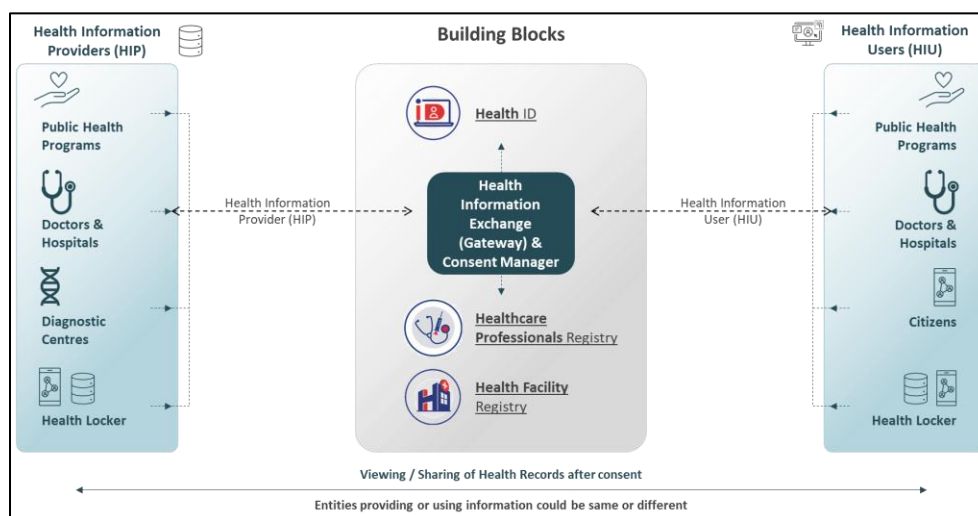 Health Information
Providers (HIP)
Public Health
Programs
Doctors &
Hospitals
Diagnostic
Centres
Health Locker
Health Information
Provider (HIP)
Building Blocks
Health ID
Health
Information
Exchange
(Gateway) &
Consent Manager
Healthcare
Professionals Registry
Health Facility
Registry
Health Information
User (HIU)
Health Information
Users (HIU)
Public Health
Programs
Doctors &
Hospitals
Citizens
Health Locker
Viewing / Sharing of Health Records after consent
Entities providing or using information could be same or different